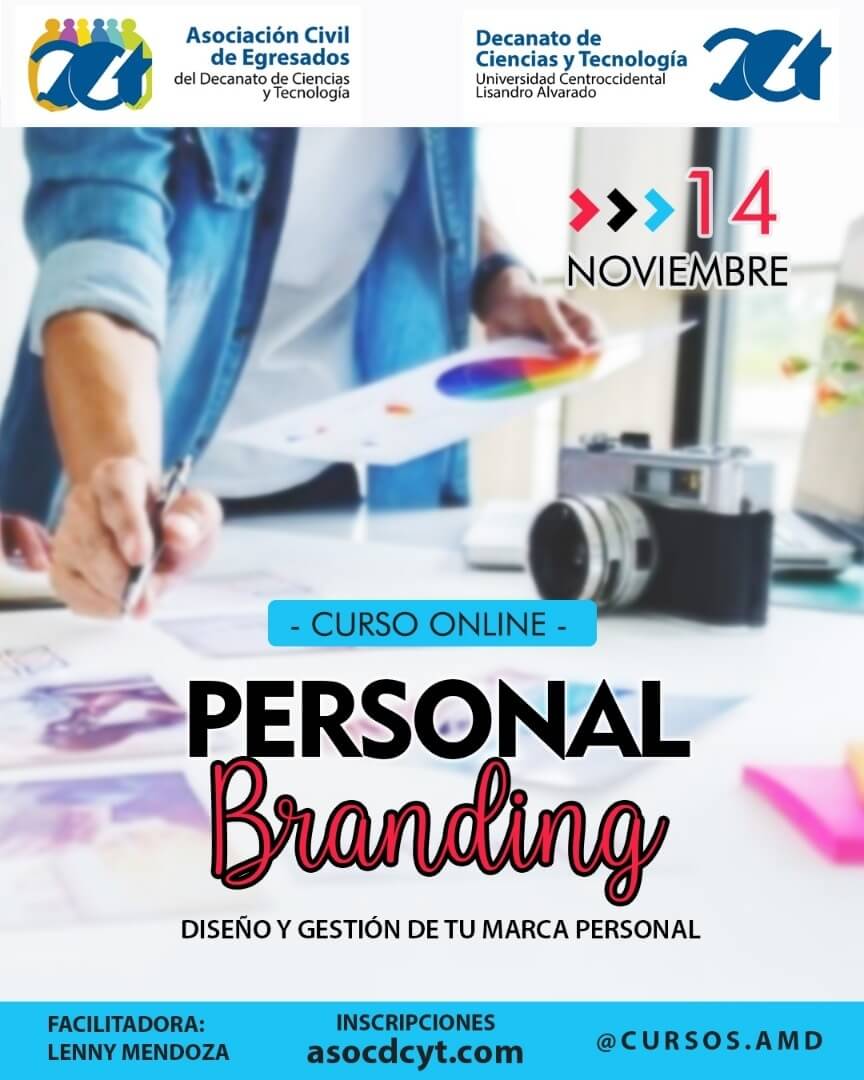 Asociación Civil
de Egresados
del Decanato de Ciencias
y Tecnología
Decanato de
Ciencias y Tecnología
Universidad Centroccidental
Lisandro Alvarado
14
NOVIEMBRE
- CURSO ONLINE -
PERSONAL
Branding
DISEÑO Y GESTIÓN DE TU MARCA PERSONAL
FACILITADORA:
LENNY MENDOZA
INSCRIPCIONES
asocdcyt.com
@CURSOS.AMD